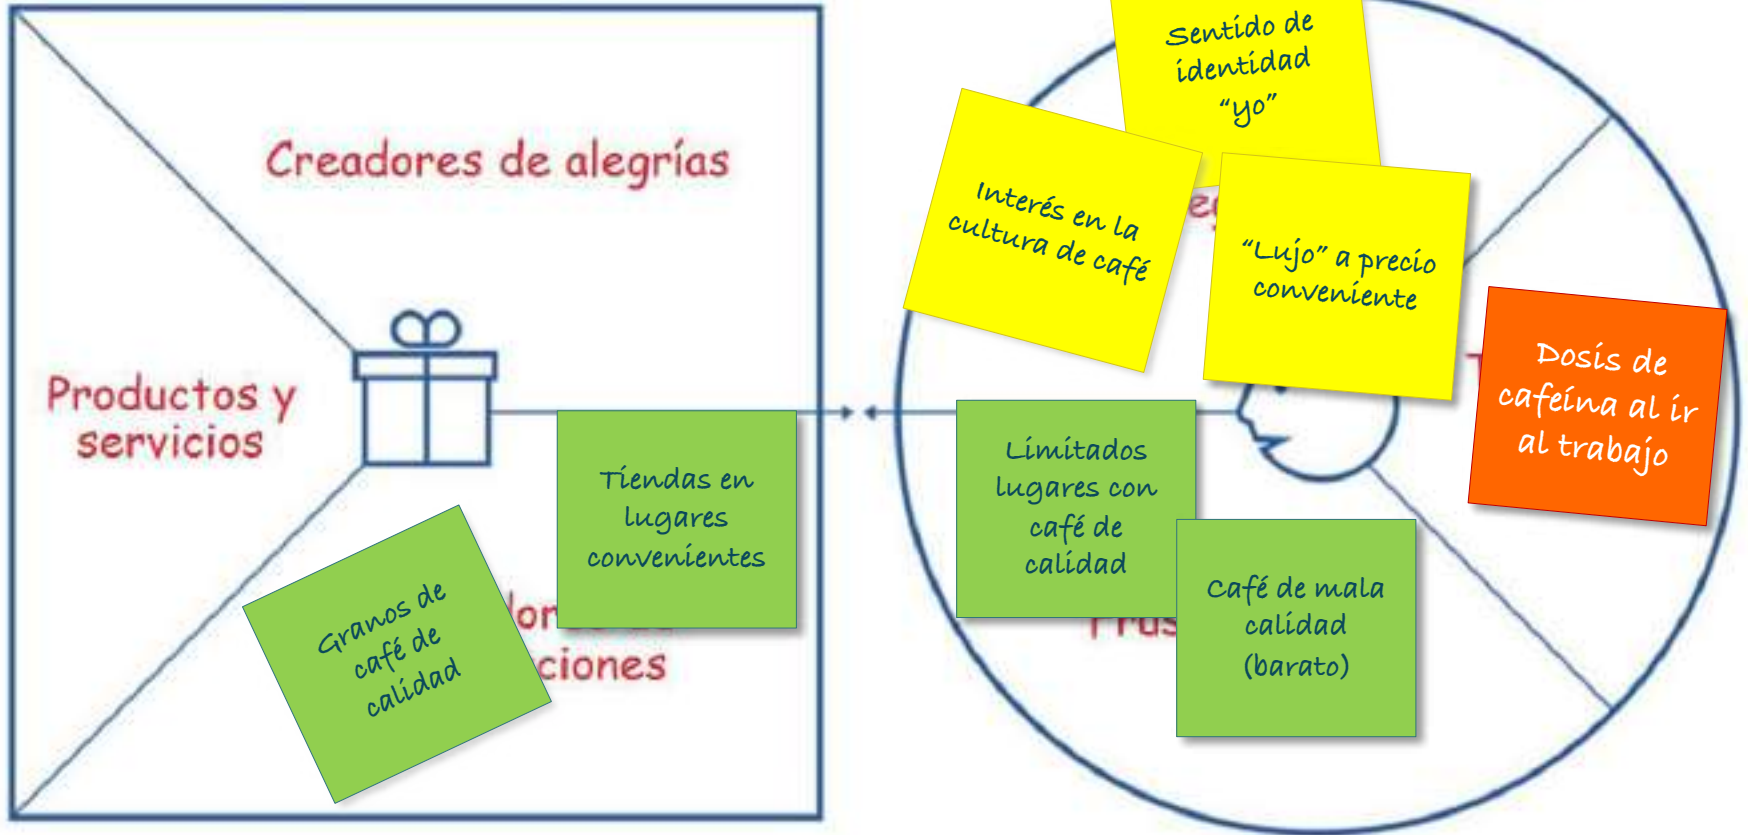 Creadores de alegrías
Productos y
servicios
Tiendas en
lugares
convenientes
Granos de
café de
calidad
ciones
Sentido de
identidad
“yo”
Interés en la
cultura de café
“Lujo” a precio
conveniente
Dosis de
cafeína al ir
al trabajo
Limitados
lugares con
café de
calidad
Café de mala
calidad
(barato)